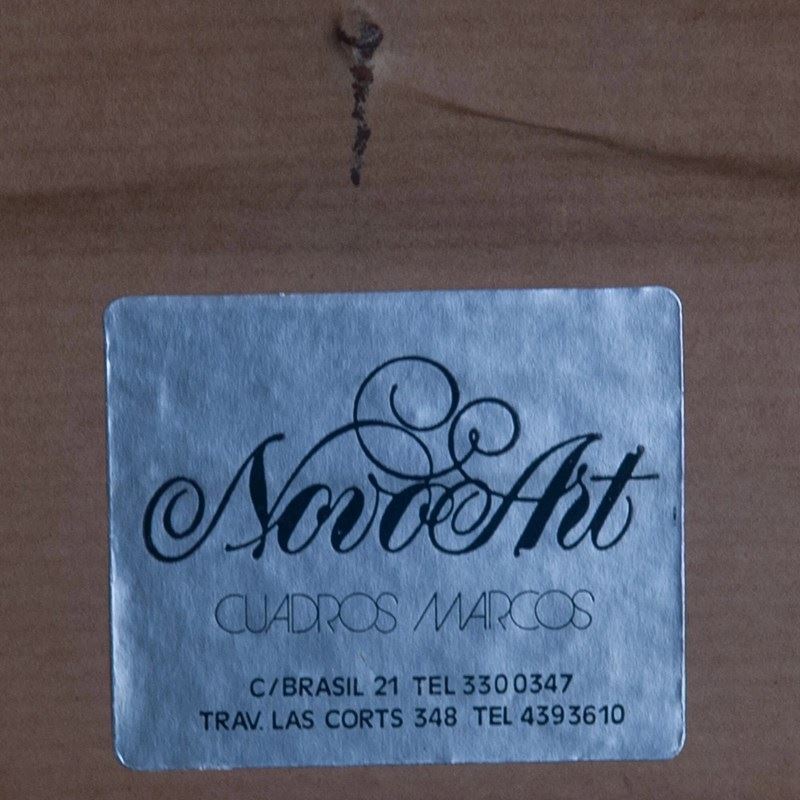 NovoArt
CUADROS MARCOS
C/BRASIL 21 TEL 3300347
TRAV. LAS CORTS 348 TEL 4393610